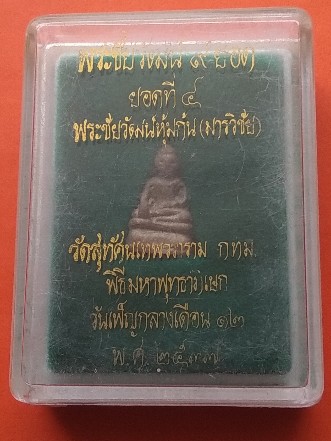 พระชัยวัฒน์ ๙ ยอด
ยอดที่ ๔
พระชัยวัฒน์หุ้มก้น (มารวิชัย)
วัดสุทัศนเทพวราราม กทม.
พิธีมหาพุทธาภิเษก
วันเพ็ญกลางเดือน ๑๒
พ.ศ. ๒๕๓๗